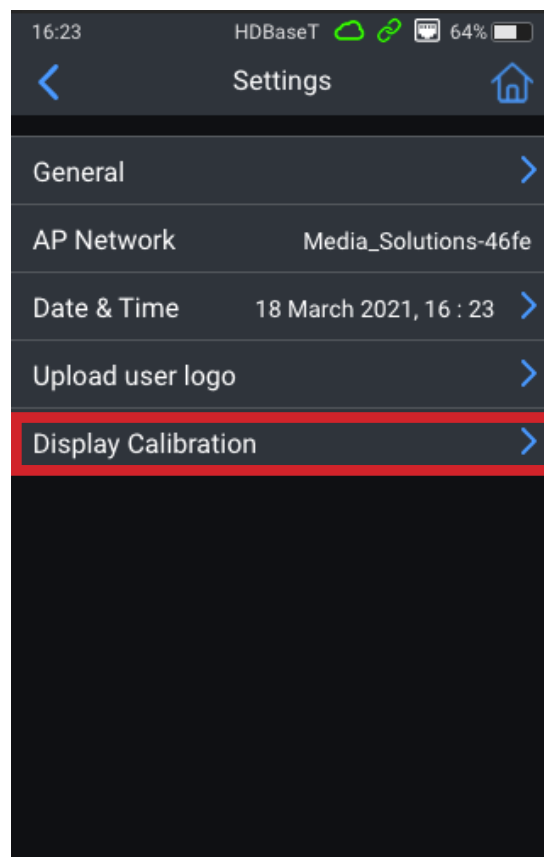 16:23 HDBaseT 64%
Settings
General
AP Network Media_Solutions-46fe
Date & Time 18 March 2021, 16 : 23
Upload user logo
Display Calibration